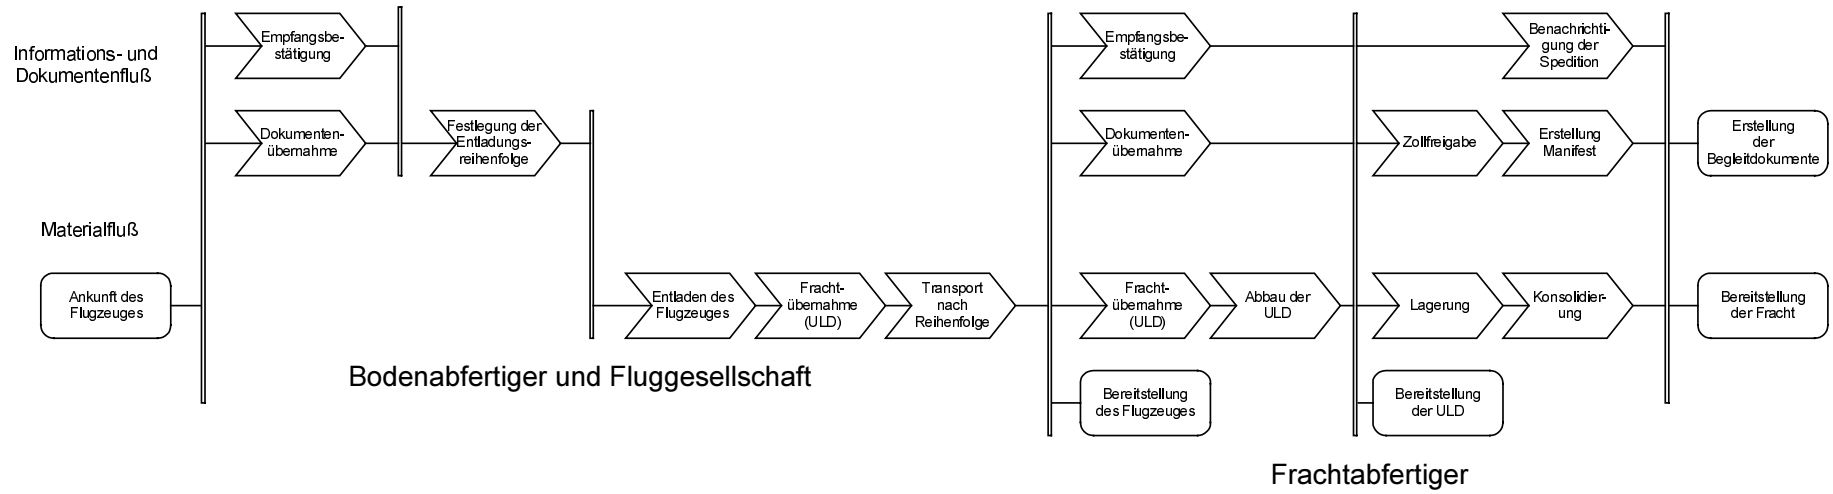 Informations- und
Dokumentenfluß
Empfangsbe-
stätigung
Dokumenten-
übernahme
Festlegung der
Entladungs-
reihenfolge
Empfangsbe-
stätigung
Dokumenten-
übernahme
Benachrichti-
gung der
Spedition
Zollfreigabe
Erstellung
Manifest
Erstellung
der
Begleitdokumente
Materialfluß
Ankunft des
Flugzeuges
Entladen des
Flugzeuges
Fracht-
übernahme
(ULD)
Transport
nach
Reihenfolge
Fracht-
übernahme
(ULD)
Abbau der
ULD
Lagerung
Konsolidier-
ung
Bereitstellung
der Fracht
Bodenabfertiger und Fluggesellschaft
Bereitstellung
des Flugzeuges
Bereitstellung
der ULD
Frachtabfertiger